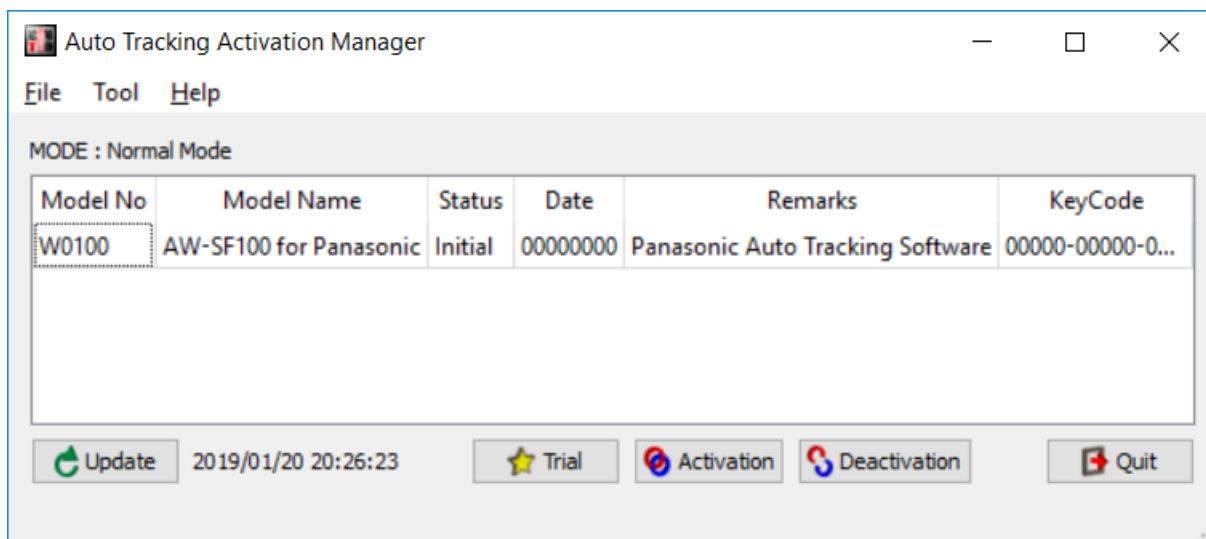 Auto Tracking Activation Manager
File Tool Help
MODE : Normal Mode
Model No Model Name Status Date Remarks KeyCode
W0100 AW-SF100 for Panasonic Initial 00000000 Panasonic Auto Tracking Software 00000-00000-0...
Update 2019/01/20 20:26:23 Trial Activation Deactivation Quit